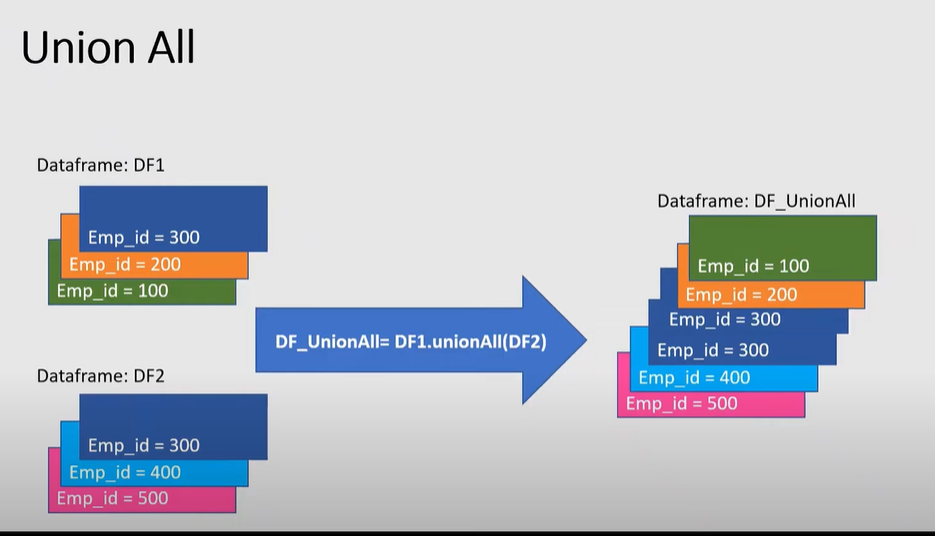 Union All
Dataframe: DF1
Emp_id = 300
Emp_id = 200
Emp_id = 100
DF_UnionAll= DF1.unionAll(DF2)
Dataframe: DF2
Emp_id = 300
Emp_id = 400
Emp_id = 500
Dataframe: DF_UnionAll
Emp_id = 100
Emp_id = 200
Emp_id = 300
Emp_id = 300
Emp_id = 400
Emp_id = 500